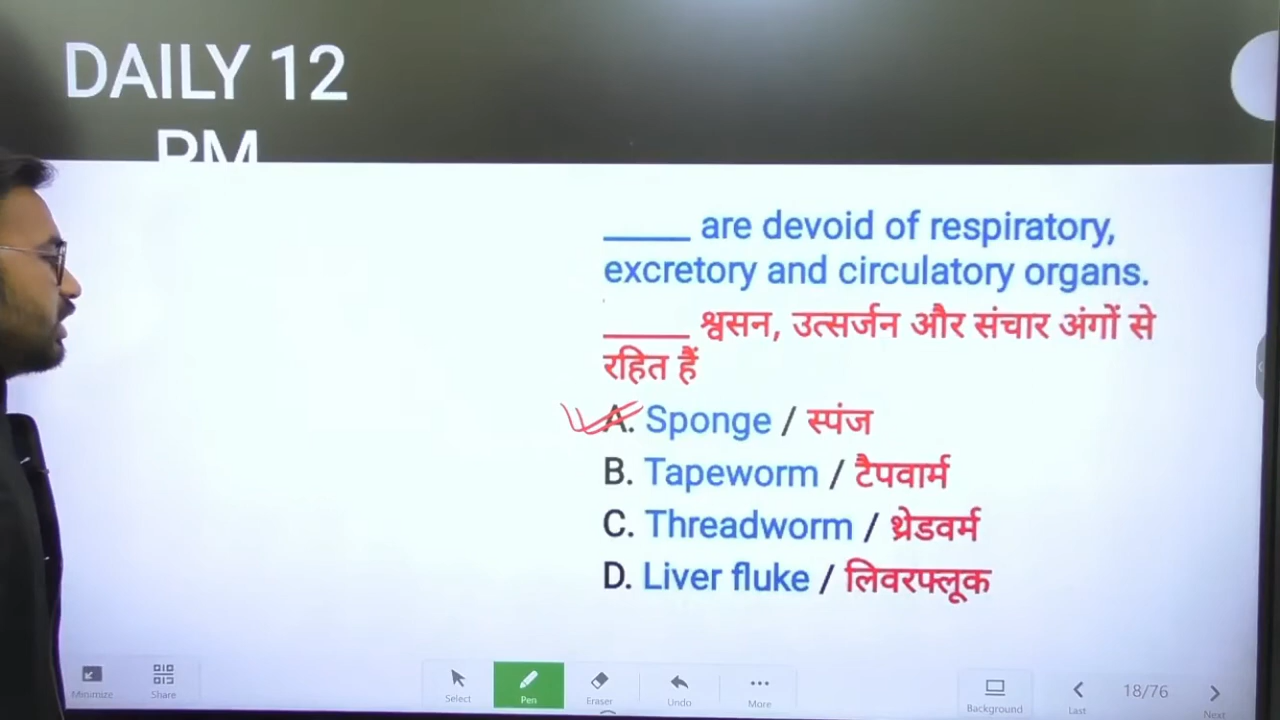 DAILY 12
PM
_____ are devoid of respiratory,
excretory and circulatory organs.
_____ श्वसन, उत्सर्जन और संचार अंगों से
रहित हैं
A. Sponge / स्पंज
B. Tapeworm / टैपवार्म
C. Threadworm / थ्रेडवर्म
D. Liver fluke / लिवरफ्लूक
Minimize
Share
Select
Pen
Eraser
Undo
More
Background
Last
18/76
Next